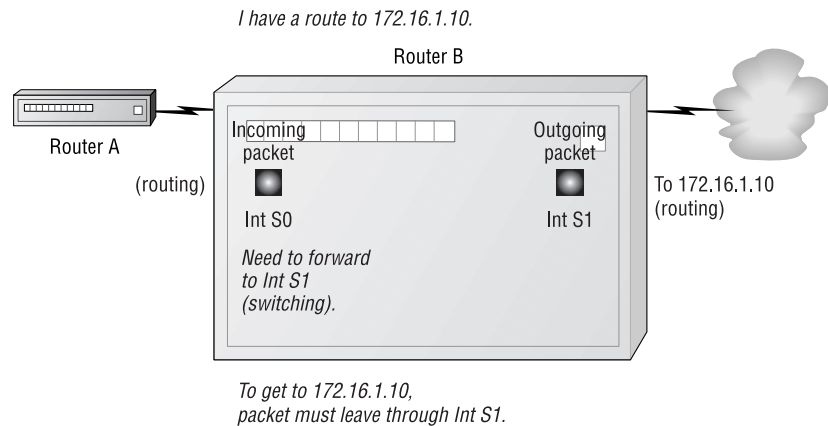 I have a route to 172.16.1.10.
Router B
Router A
Incoming
packet
Outgoing
packet
(routing)
Int S0
Int S1
To 172.16.1.10
(routing)
Need to forward
to Int S1
(switching).
To get to 172.16.1.10,
packet must leave through Int S1.